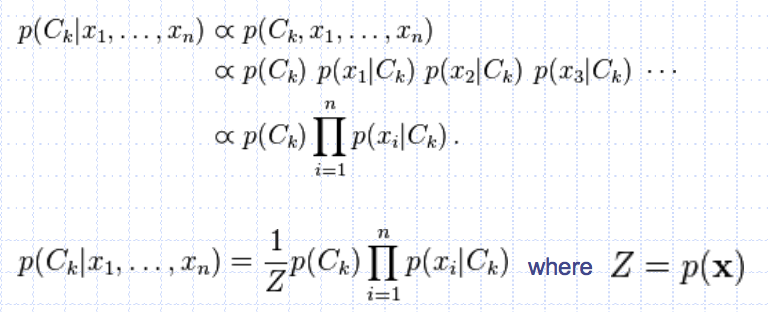 p(C_k|x_1, . . . , x_n) ∝ p(C_k, x_1, . . . , x_n)
∝ p(C_k) p(x_1|C_k) p(x_2|C_k) p(x_3|C_k) ···
∝ p(C_k) ∏_{i=1}^{n} p(x_i|C_k) .
p(C_k|x_1, . . . , x_n) = \frac{1}{Z} p(C_k) ∏_{i=1}^{n} p(x_i|C_k) where Z = p(𝐱)